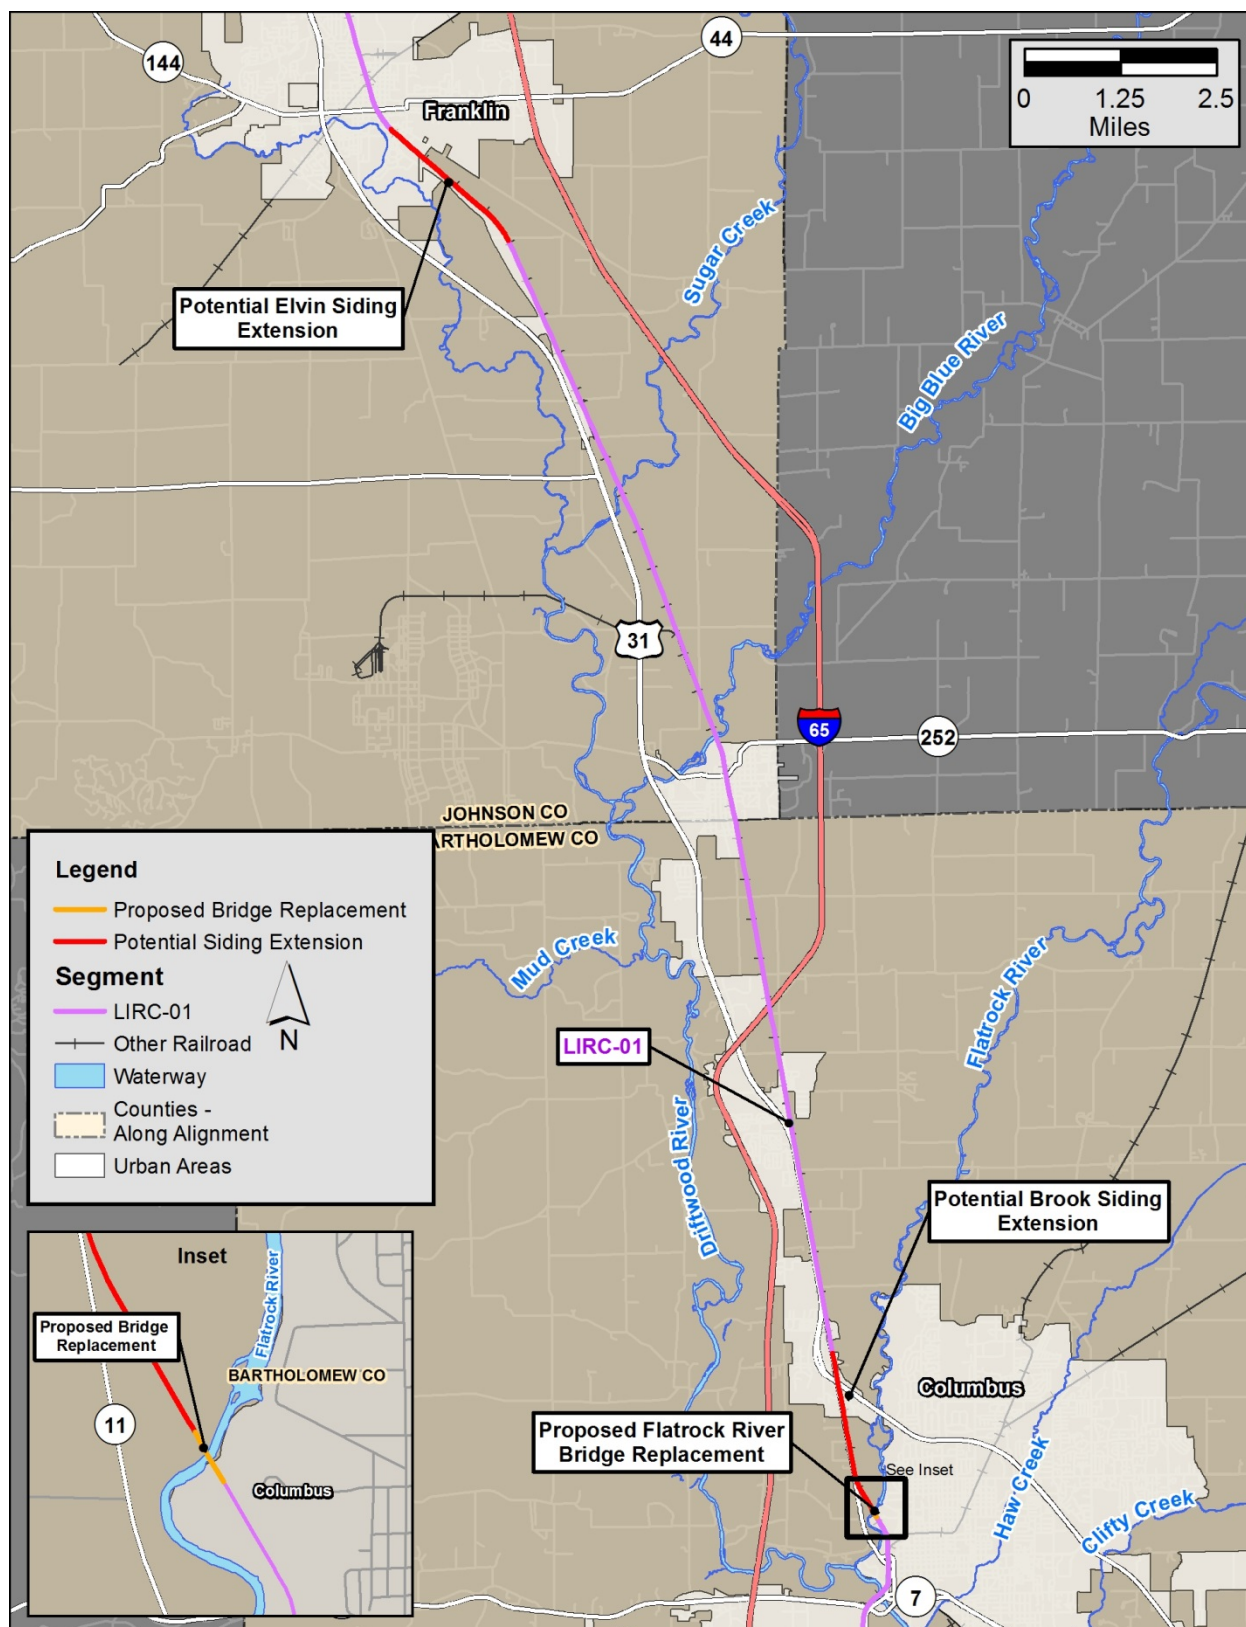 44
144
Franklin
0 1.25 2.5
Miles
Sugar Creek
Potential Elvin Siding
Extension
Big Blue River
31
65
252
JOHNSON CO
ARTHOLOMEW CO
Legend
Proposed Bridge Replacement
Potential Siding Extension
Segment
LIRC-01
N
Other Railroad
Waterway
Counties -
Along Alignment
Urban Areas
Mud Creek
Flatrock River
LIRC-01
Driftwood River
Potential Brook Siding
Extension
Columbus
Proposed Flatrock River
Bridge Replacement
See Inset
Haw Creek
Clifty Creek
7
Inset
Flatrock River
Proposed Bridge
Replacement
BARTHOLOMEW CO
11
Columbus